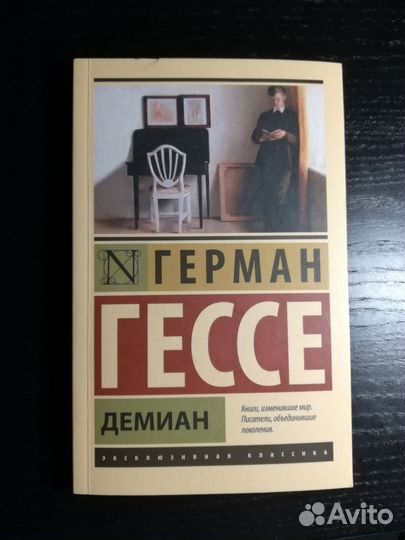 N ГЕРМАН
ГЕССЕ
ДЕМИАН
Книги, изменившие мир.
Писатели, объединившие
поколения.
эксклюзивная классика
Avito